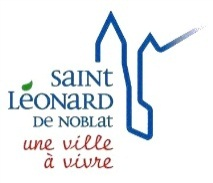 SAINT
LÉONARD
DE NOBLAT
une ville
à vivre